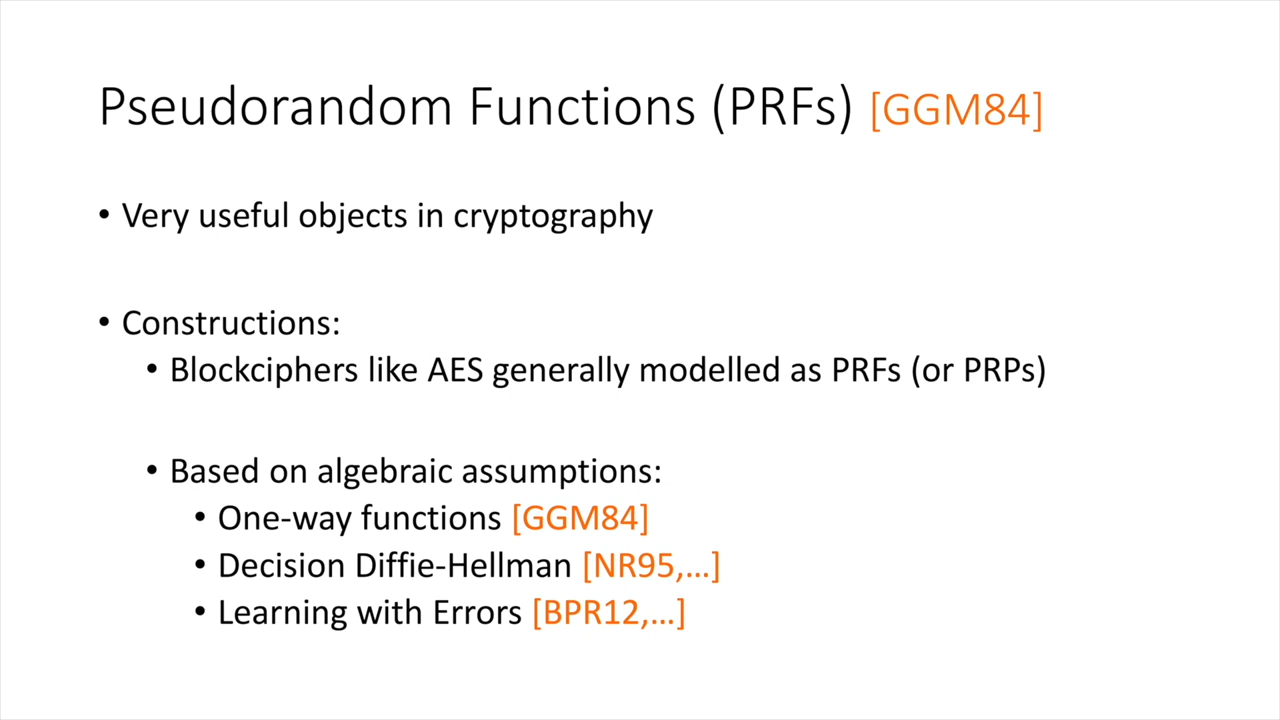 Pseudorandom Functions (PRFs) [GGM84]
• Very useful objects in cryptography
• Constructions:
• Blockciphers like AES generally modelled as PRFs (or PRPs)
• Based on algebraic assumptions:
• One-way functions [GGM84]
• Decision Diffie-Hellman [NR95,...]
• Learning with Errors [BPR12,...]